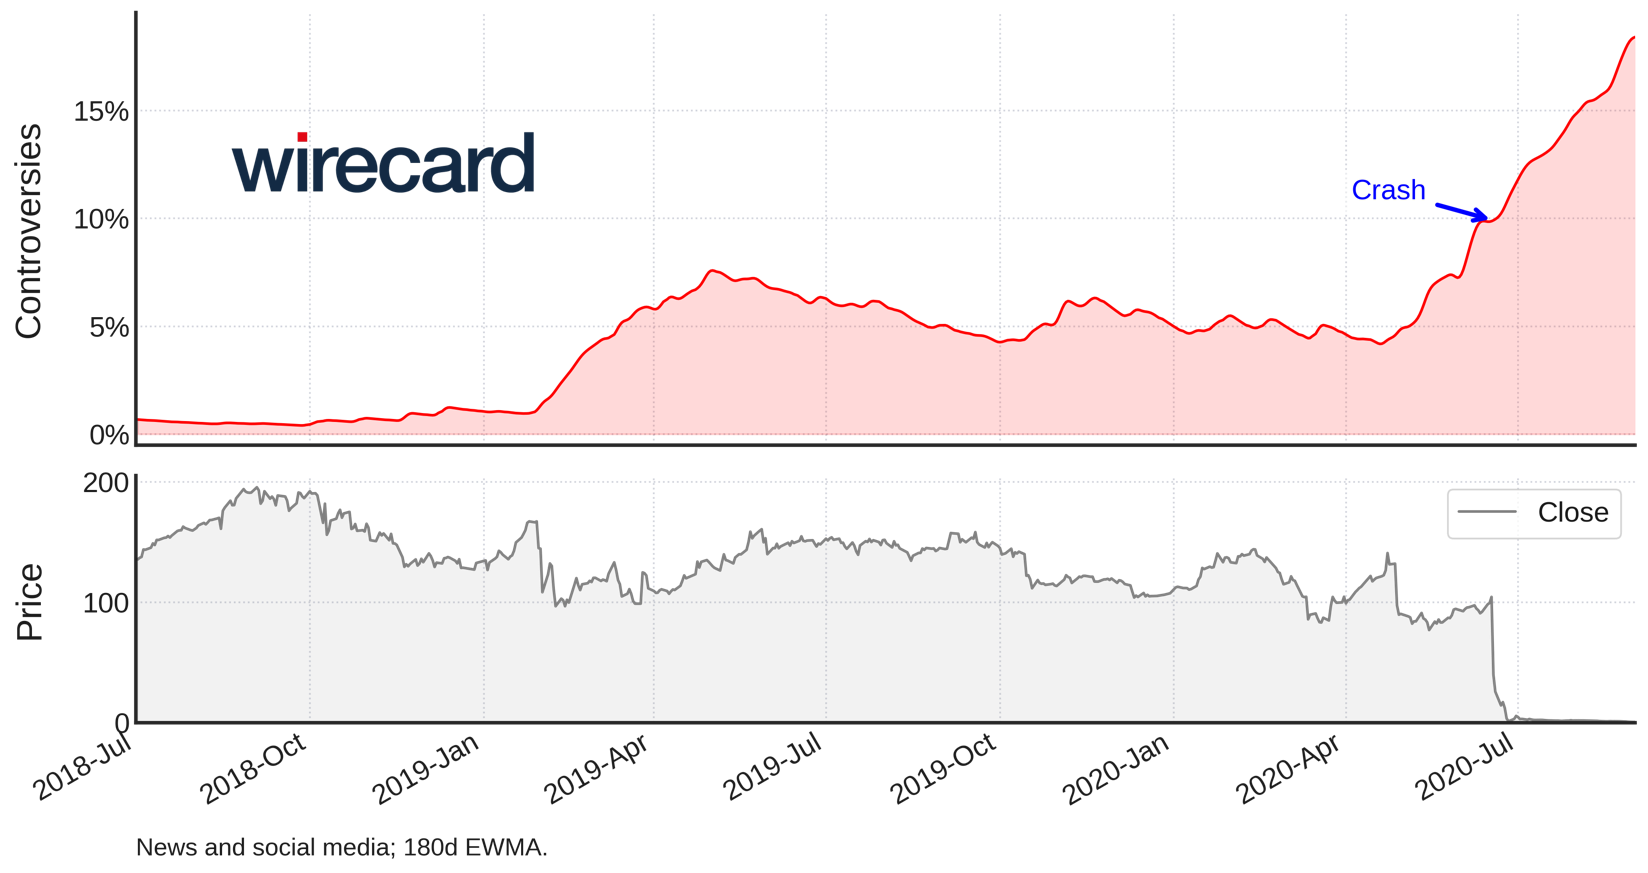 Controversies
15%
10%
5%
0%
wirecard
Crash
Price
200
100
0
Close
2018-Jul
2018-Oct
2019-Jan
2019-Apr
2019-Jul
2019-Oct
2020-Jan
2020-Apr
2020-Jul
News and social media; 180d EWMA.